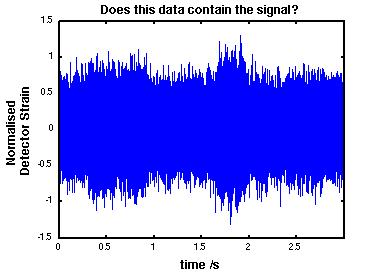 Does this data contain the signal?
1.5
1
0.5
0
-0.5
-1
-1.5
Normalised
Detector Strain
0 0.5 1 1.5 2 2.5
time /s